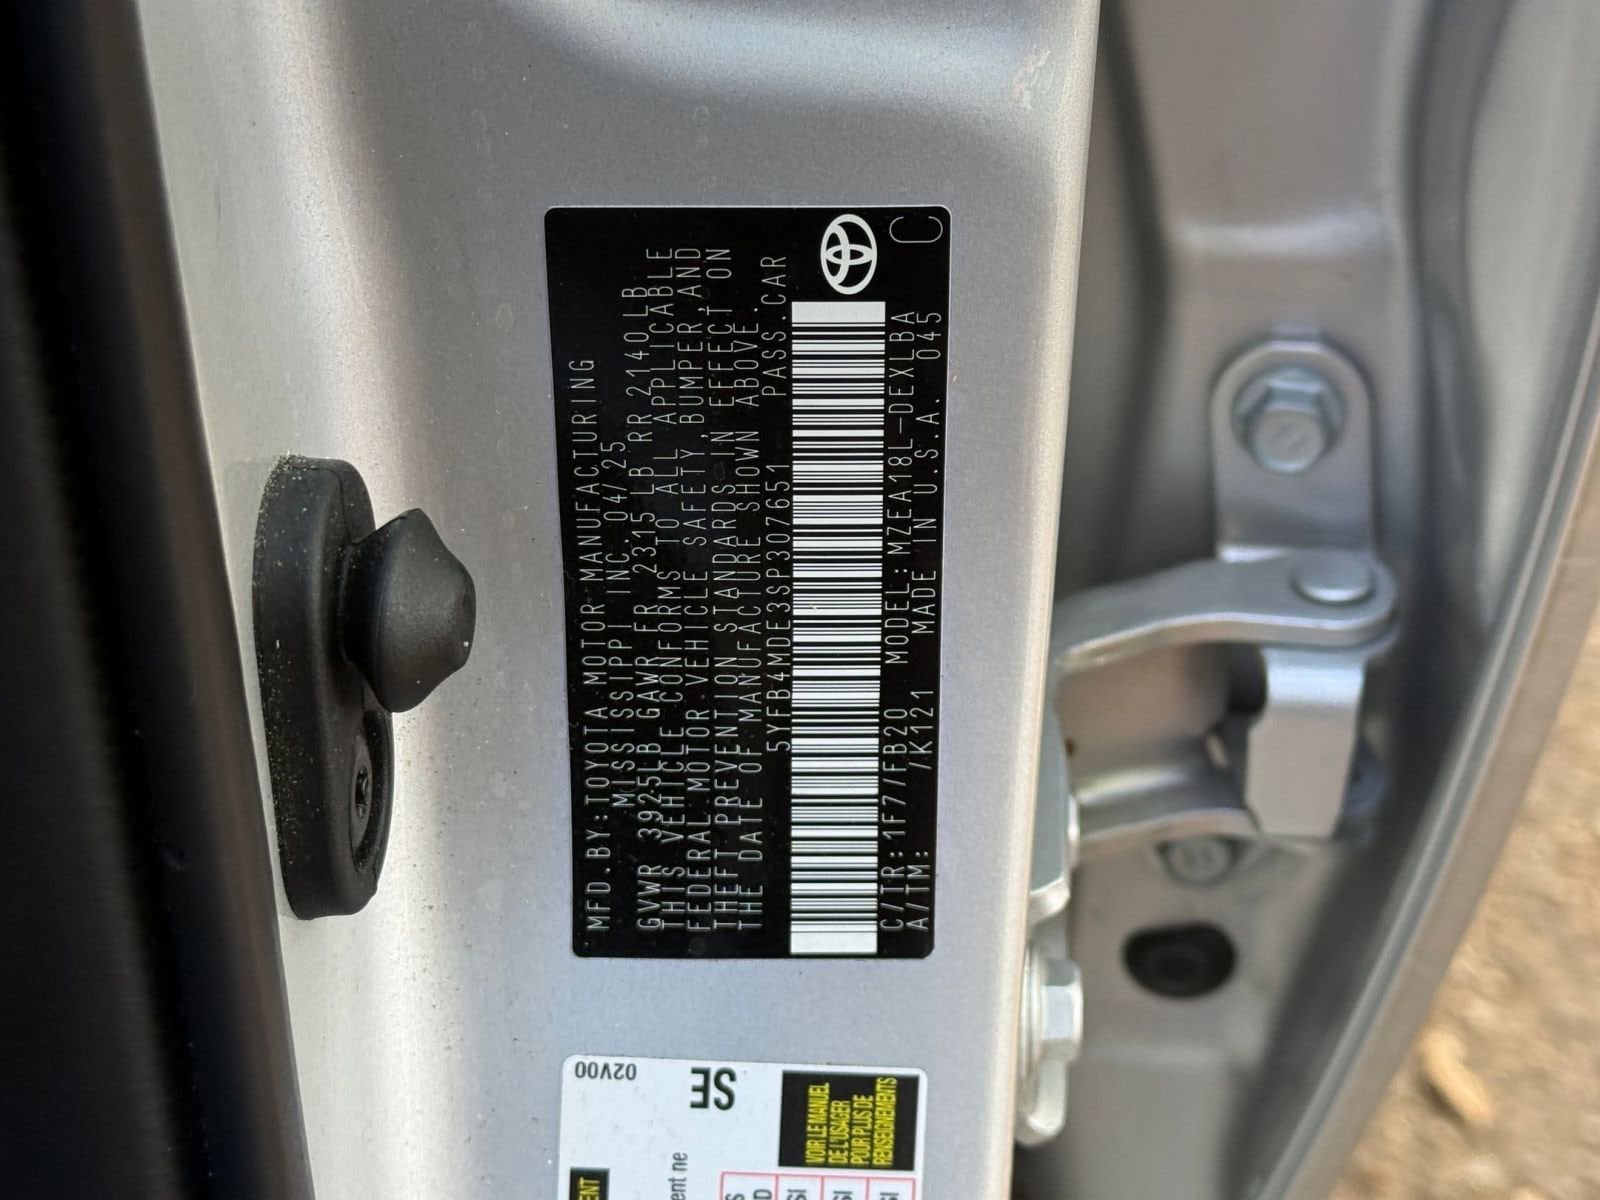 MFD.BY:TOYOTA MOTOR MANUFACTURING
MISSISSIPPI INC. 04/25
GVWR 3925LB GAWR FR 2315LB RR 2140LB
THIS VEHICLE CONFORMS TO ALL APPLICABLE
FEDERAL MOTOR VEHICLE SAFETY,BUMPER,AND
THEFT PREVENTION STANDARDS IN EFFECT ON
THE DATE OF MANUFACTURE SHOWN ABOVE.
5YFB4MDE3SP307651 PASS.CAR
C/TR:1F7/FB20 MODEL:MZEA18L-DEXLBA
A/TM: /K121 MADE IN U.S.A. 045
C
02V00
SE
VOIR LE MANUEL
DE L'USAGER
POUR PLUS DE
RENSEIGNEMENTS
ent ne
ENT